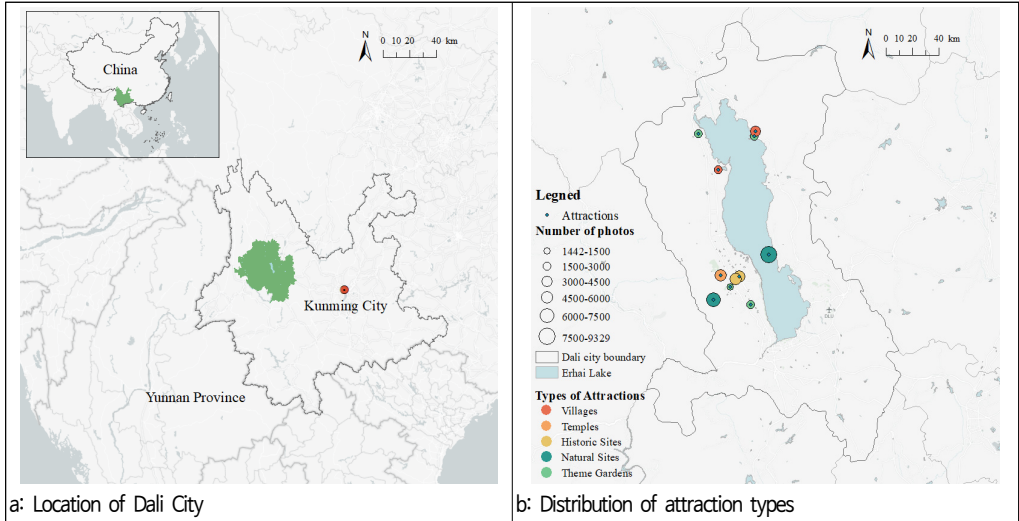 N
0 10 20 40 km
China
Kunming City
Yunnan Province
a: Location of Dali City
N
0 10 20 40 km
Legned
Attractions
Number of photos
1442-1500
1500-3000
3000-4500
4500-6000
6000-7500
7500-9329
Dali city boundary
Erhai Lake
Types of Attractions
Villages
Temples
Historic Sites
Natural Sites
Theme Gardens
b: Distribution of attraction types